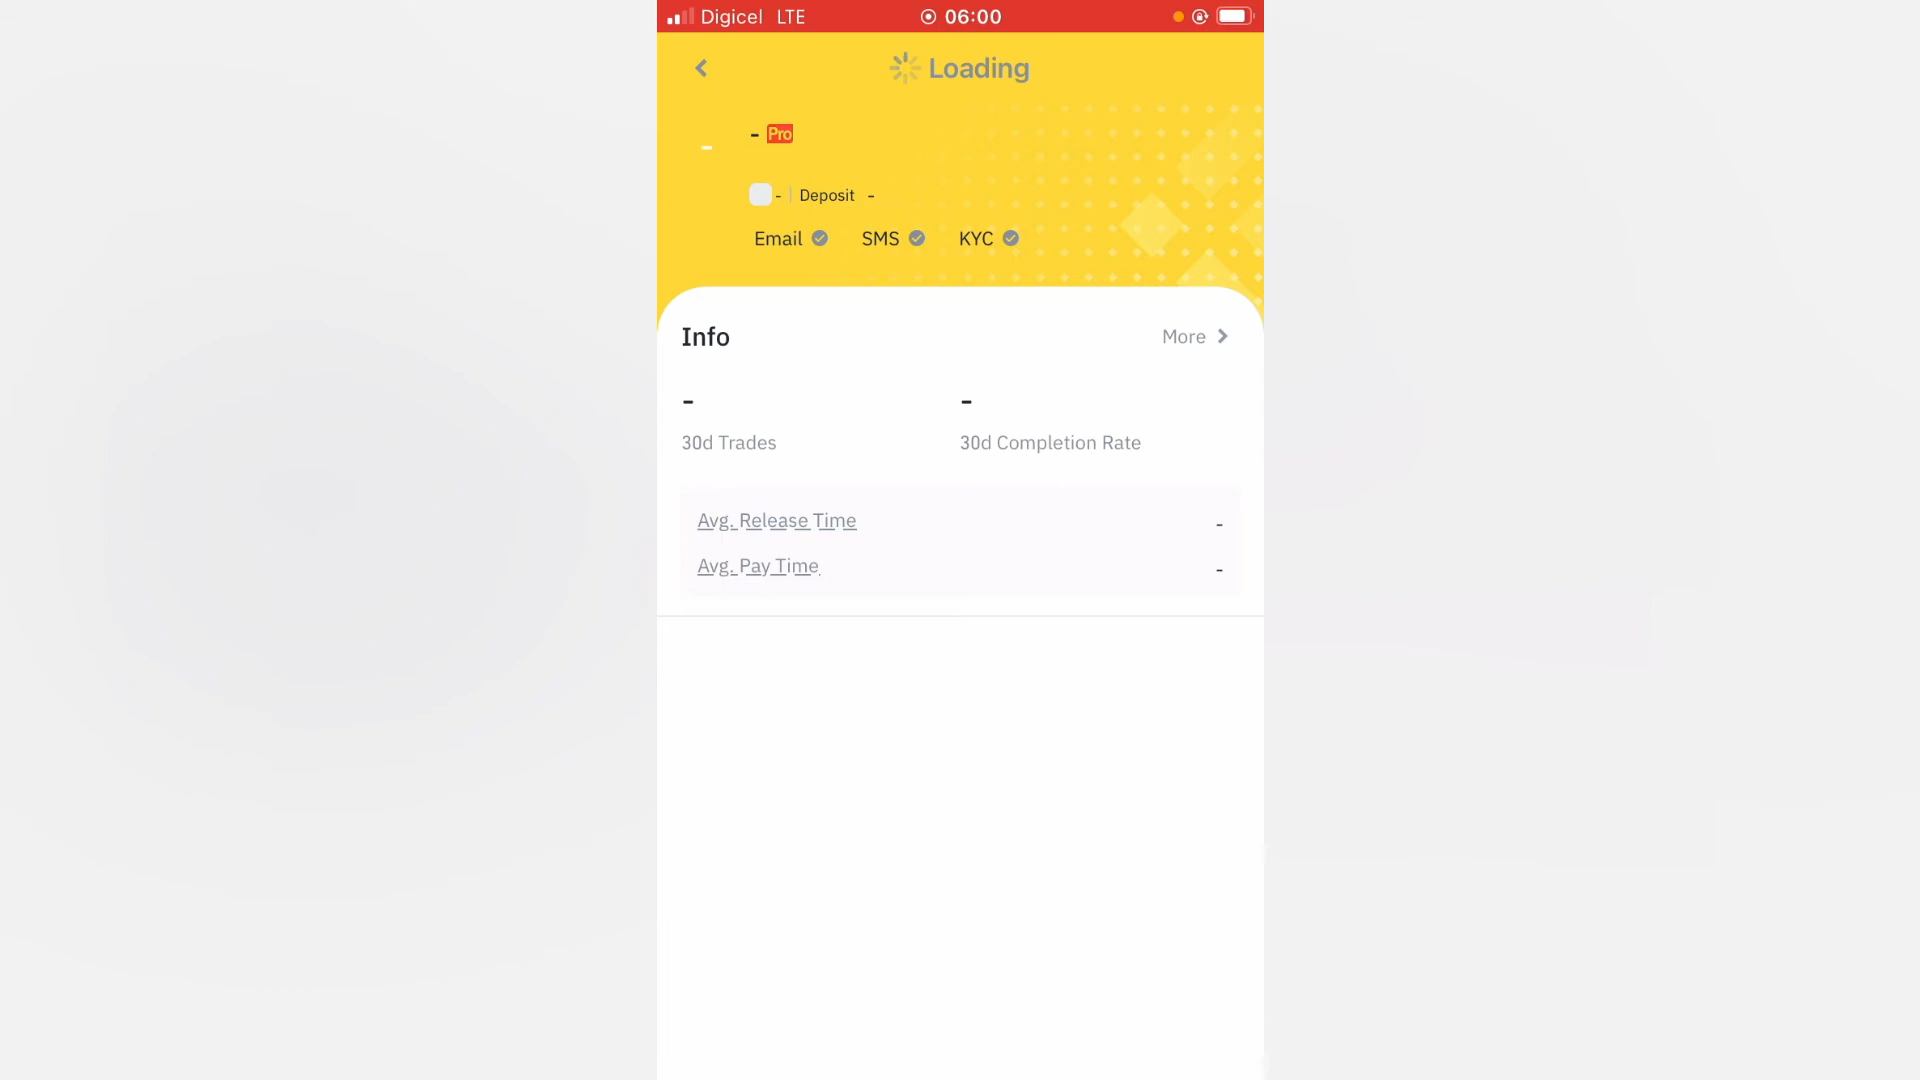 Digicel LTE 06:00
Loading
- Pro
-
- | Deposit -
Email SMS KYC
Info More
- -
30d Trades 30d Completion Rate
Avg. Release Time -
Avg. Pay Time -